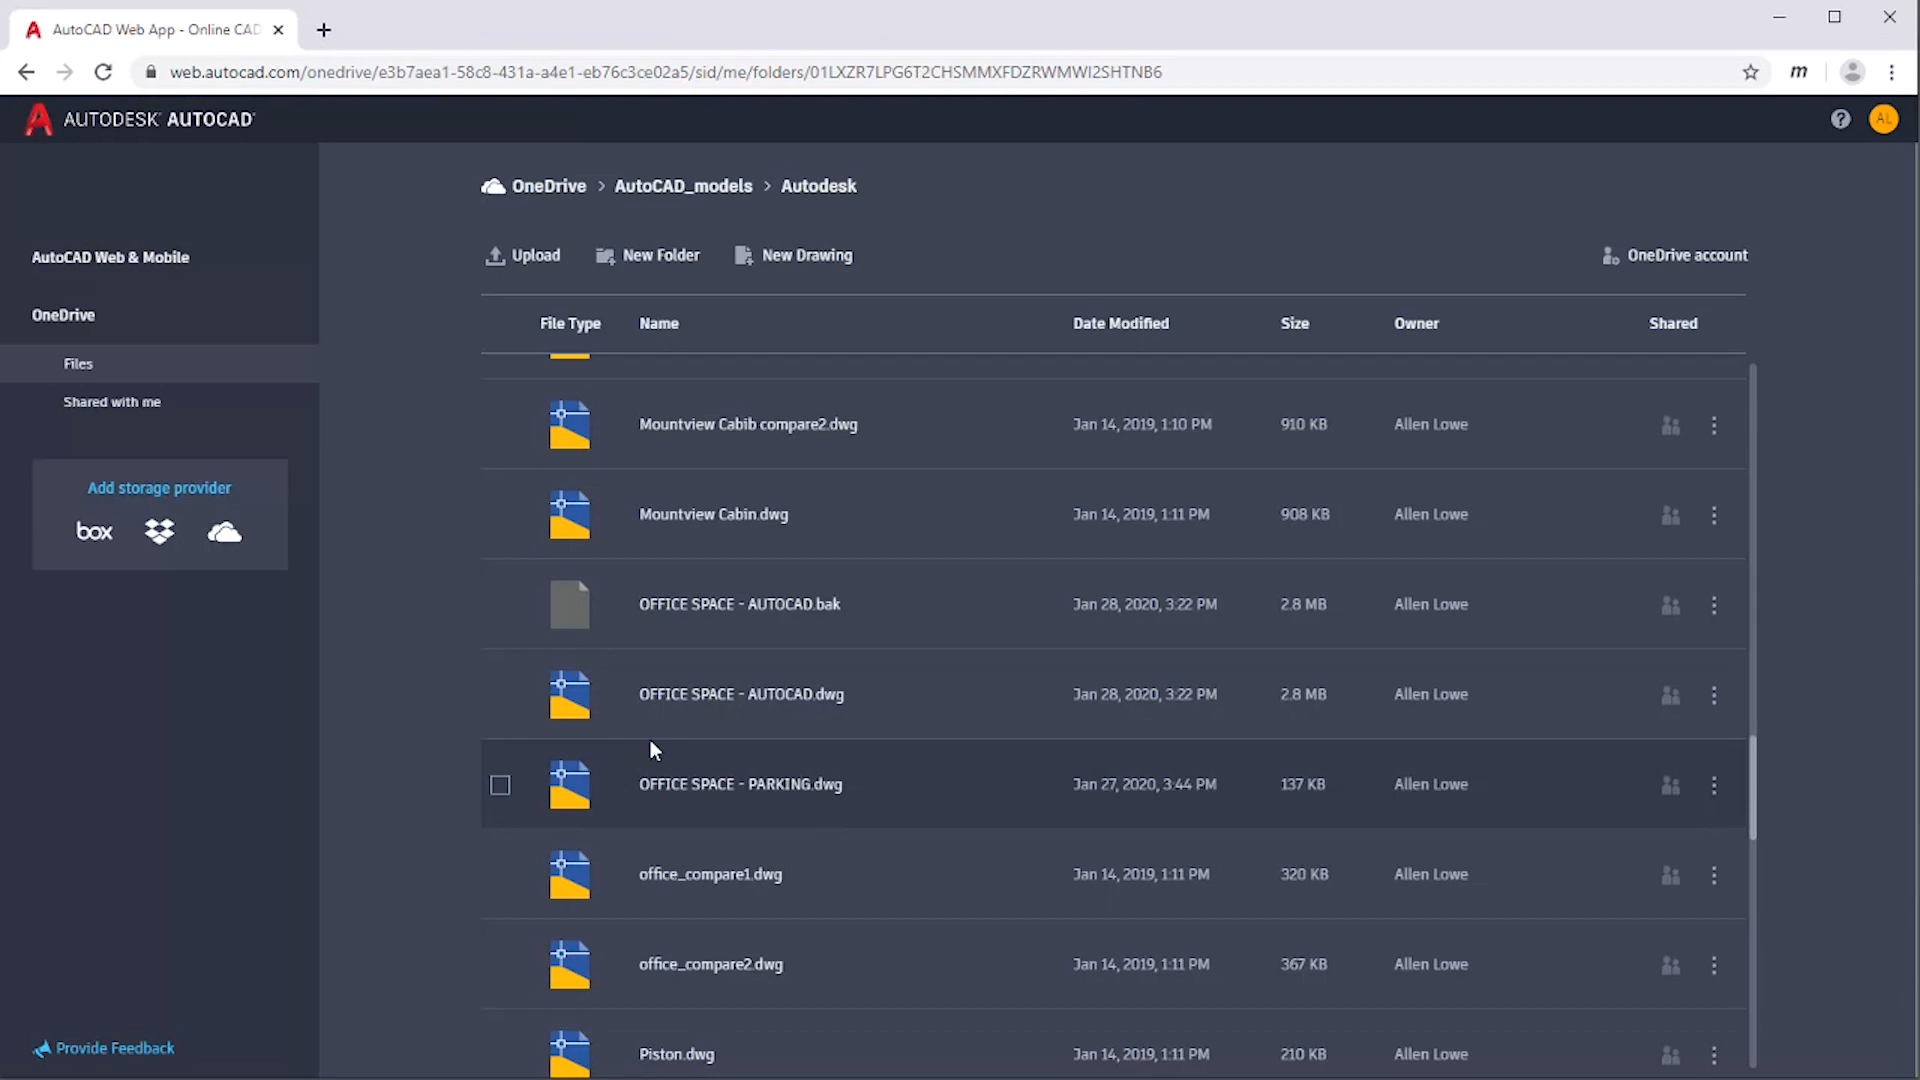 AutoCAD Web App - Online CAD
web.autocad.com/onedrive/e3b7aea1-58c8-431a-a4e1-eb76c3ce02a5/sid/me/folders/01LXZR7LPG6T2CHSMMXFDZRWMWI2SHTNB6
m
AUTODESK AUTOCAD
? AL
OneDrive > AutoCAD_models > Autodesk
AutoCAD Web & Mobile
OneDrive
Files
Shared with me
Add storage provider
box
Provide Feedback
Upload New Folder New Drawing OneDrive account
File Type Name Date Modified Size Owner Shared
Mountview Cabib compare2.dwg Jan 14, 2019, 1:10 PM 910 KB Allen Lowe
Mountview Cabin.dwg Jan 14, 2019, 1:11 PM 908 KB Allen Lowe
OFFICE SPACE - AUTOCAD.bak Jan 28, 2020, 3:22 PM 2.8 MB Allen Lowe
OFFICE SPACE - AUTOCAD.dwg Jan 28, 2020, 3:22 PM 2.8 MB Allen Lowe
OFFICE SPACE - PARKING.dwg Jan 27, 2020, 3:44 PM 137 KB Allen Lowe
office_compare1.dwg Jan 14, 2019, 1:11 PM 320 KB Allen Lowe
office_compare2.dwg Jan 14, 2019, 1:11 PM 367 KB Allen Lowe
Piston.dwg Jan 14, 2019, 1:11 PM 210 KB Allen Lowe